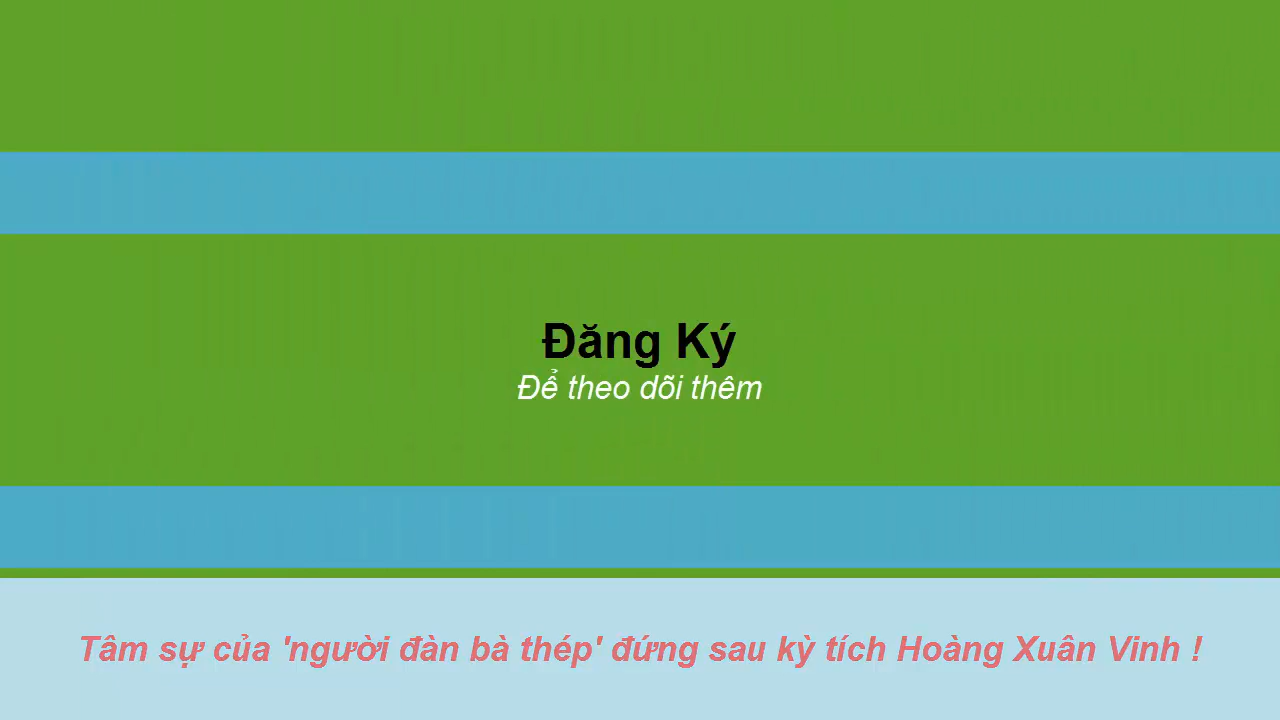 Đăng Ký
Để theo dõi thêm
Tâm sự của 'người đàn bà thép' đứng sau kỳ tích Hoàng Xuân Vinh !